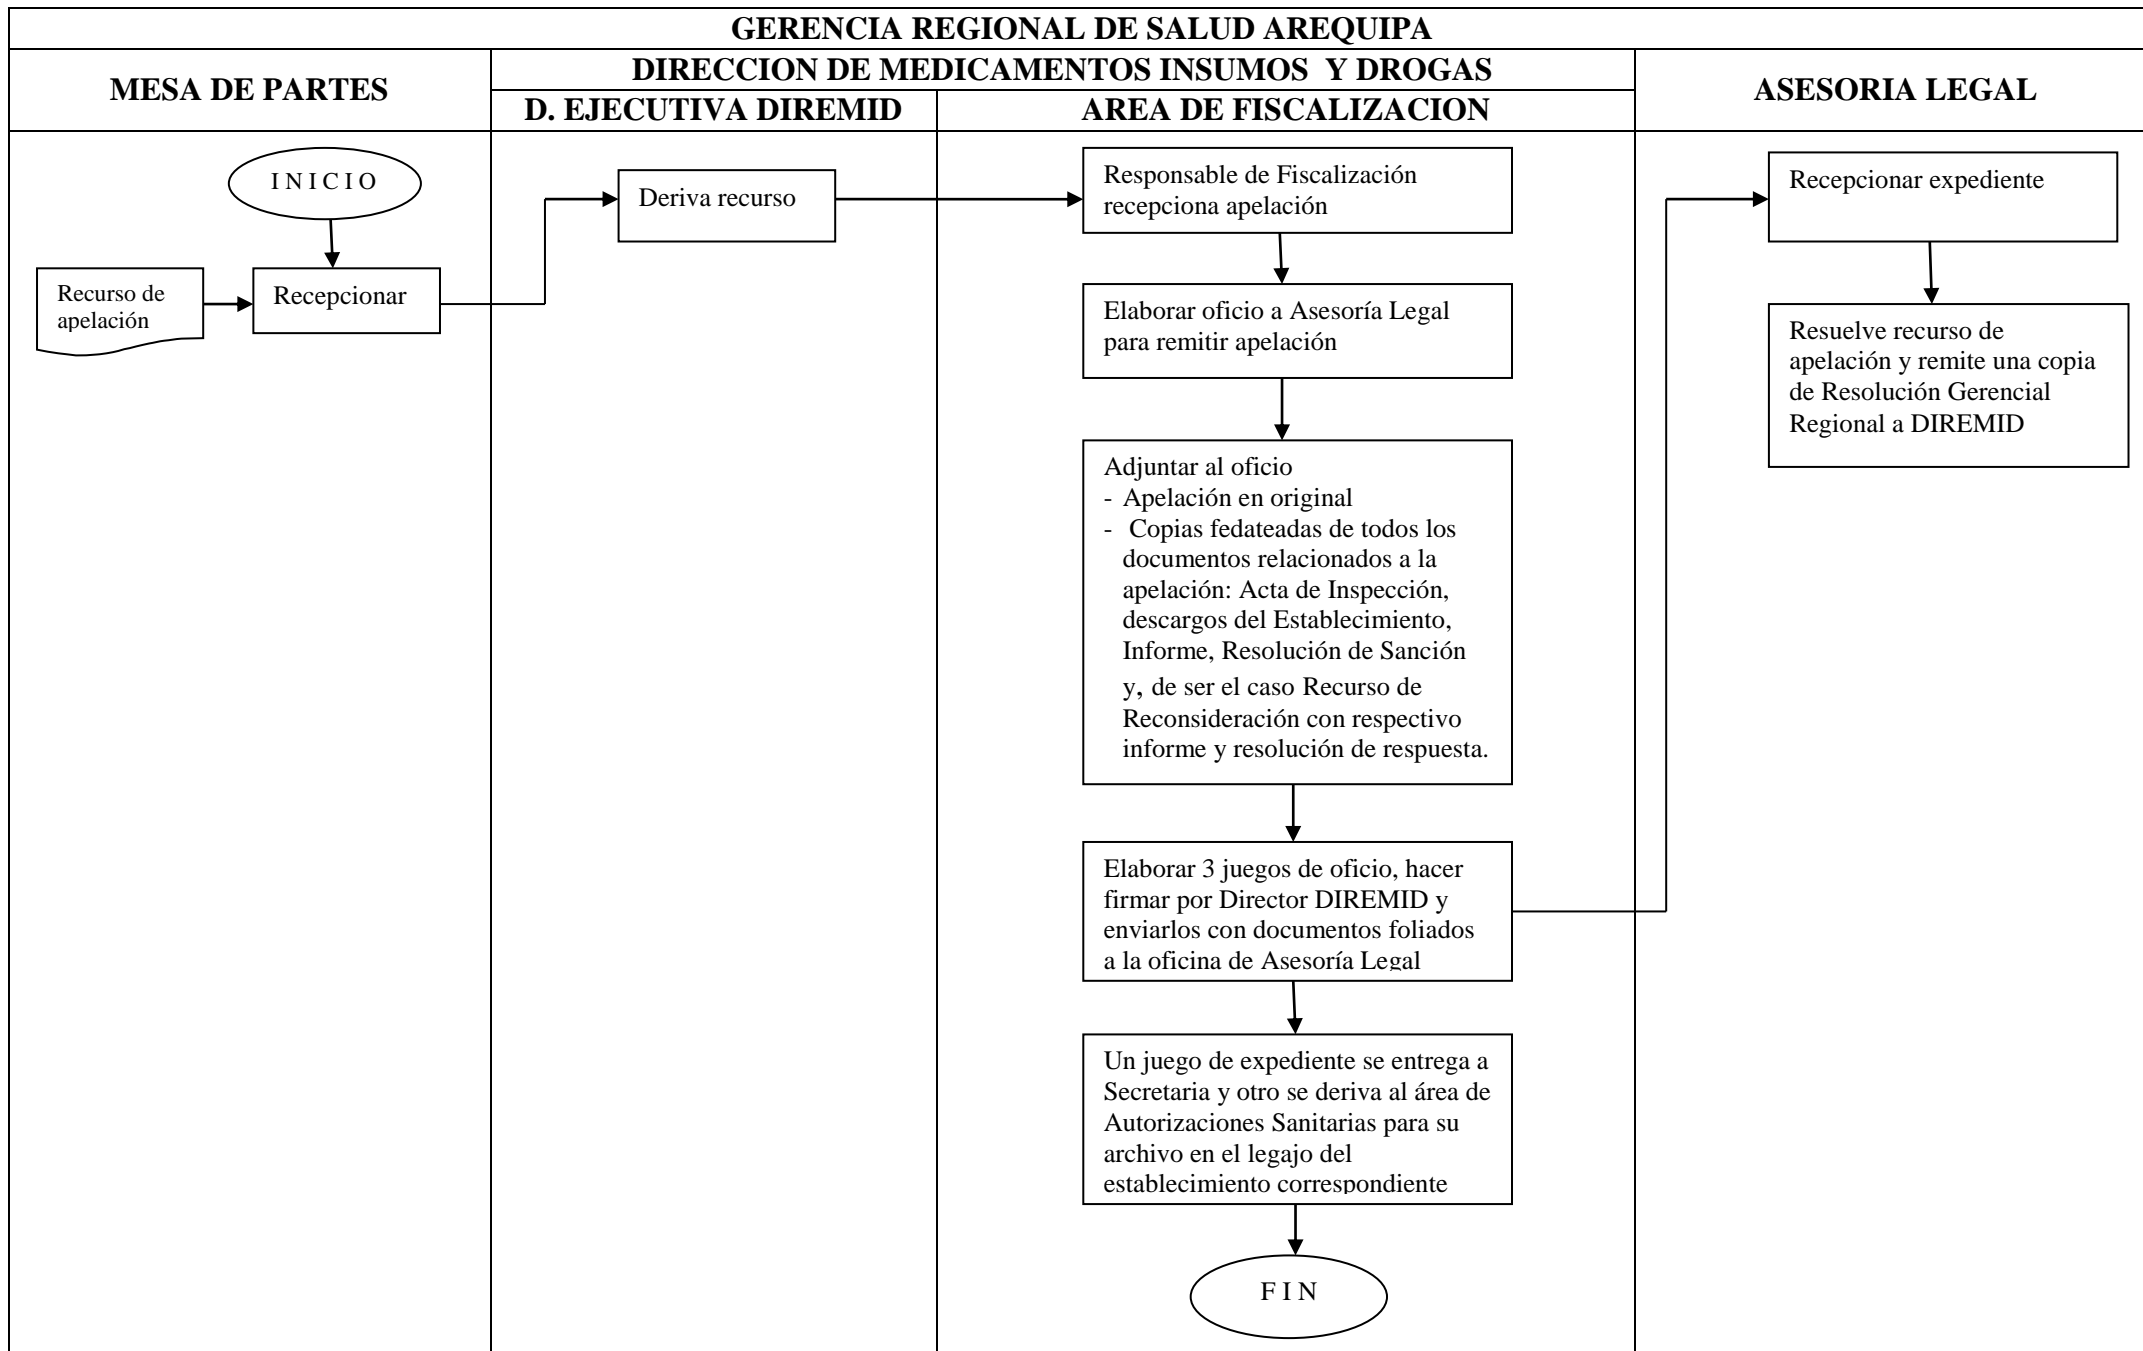 GERENCIA REGIONAL DE SALUD AREQUIPA
MESA DE PARTES
DIRECCION DE MEDICAMENTOS INSUMOS Y DROGAS
ASESORIA LEGAL
D. EJECUTIVA DIREMID
AREA DE FISCALIZACION
I N I C I O
Recurso de
apelación
Recepcionar
Deriva recurso
Responsable de Fiscalización
recepciona apelación
Elaborar oficio a Asesoría Legal
para remitir apelación
Adjuntar al oficio
- Apelación en original
- Copias fedateadas de todos los
documentos relacionados a la
apelación: Acta de Inspección,
descargos del Establecimiento,
Informe, Resolución de Sanción
y, de ser el caso Recurso de
Reconsideración con respectivo
informe y resolución de respuesta.
Elaborar 3 juegos de oficio, hacer
firmar por Director DIREMID y
enviarlos con documentos foliados
a la oficina de Asesoría Legal
Un juego de expediente se entrega a
Secretaria y otro se deriva al área de
Autorizaciones Sanitarias para su
archivo en el legajo del
establecimiento correspondiente
F I N
Recepcionar expediente
Resuelve recurso de
apelación y remite una copia
de Resolución Gerencial
Regional a DIREMID